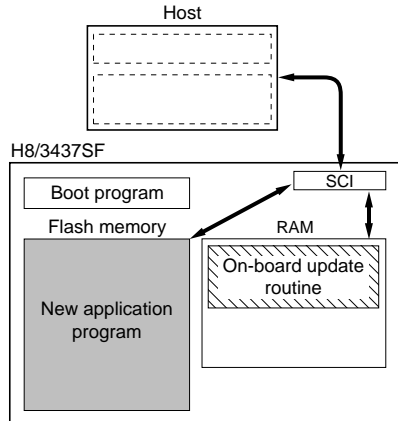 Host
H8/3437SF
SCI
Boot program
Flash memory
RAM
On-board update
routine
New application
program